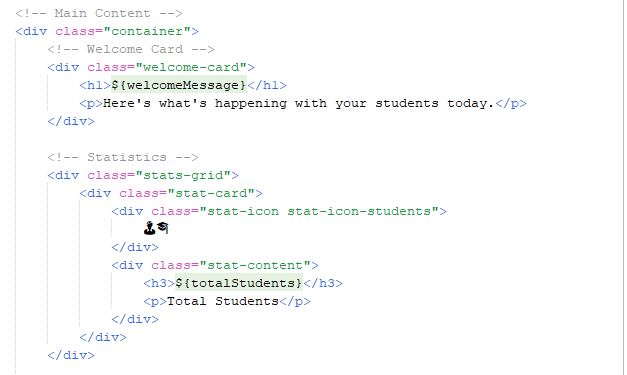 <!-- Main Content -->
<div class="container">
<!-- Welcome Card -->
<div class="welcome-card">
<h1>${welcomeMessage}</h1>
<p>Here's what's happening with your students today.</p>
</div>
<!-- Statistics -->
<div class="stats-grid">
<div class="stat-card">
<div class="stat-icon stat-icon-students">
👨‍🎓
</div>
<div class="stat-content">
<h3>${totalStudents}</h3>
<p>Total Students</p>
</div>
</div>
</div>